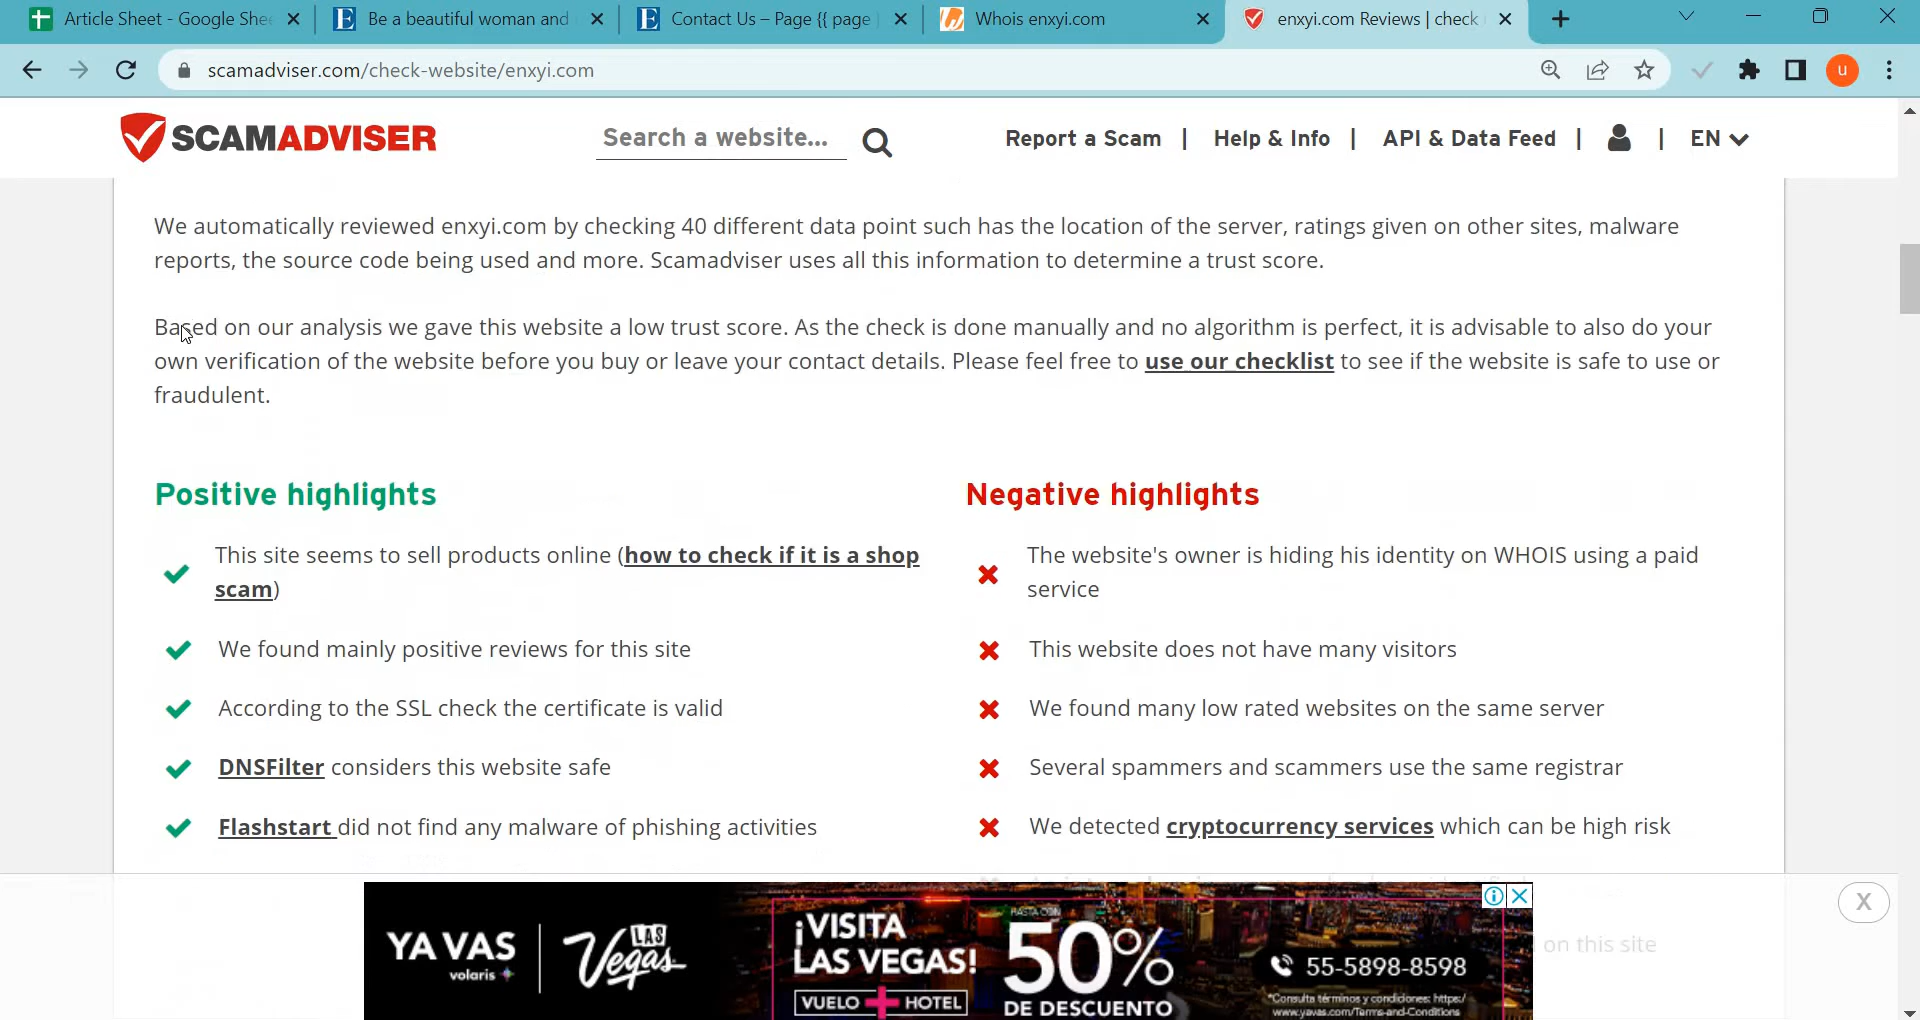 Article Sheet - Google She
Be a beautiful woman and
Contact Us – Page {{ page
Whois enxyi.com
enxyi.com Reviews | check
scamadviser.com/check-website/enxyi.com
u
SCAMADVISER
Search a website...
Report a Scam | Help & Info | API & Data Feed | | EN
We automatically reviewed enxyi.com by checking 40 different data point such has the location of the server, ratings given on other sites, malware
reports, the source code being used and more. Scamadviser uses all this information to determine a trust score.
Based on our analysis we gave this website a low trust score. As the check is done manually and no algorithm is perfect, it is advisable to also do your
own verification of the website before you buy or leave your contact details. Please feel free to use our checklist to see if the website is safe to use or
fraudulent.
Positive highlights
This site seems to sell products online (how to check if it is a shop
scam)
We found mainly positive reviews for this site
According to the SSL check the certificate is valid
DNSFilter considers this website safe
Flashstart did not find any malware of phishing activities
Negative highlights
The website's owner is hiding his identity on WHOIS using a paid
service
This website does not have many visitors
We found many low rated websites on the same server
Several spammers and scammers use the same registrar
We detected cryptocurrency services which can be high risk
on this site
X
YAVAS
volaris
LAS
Vegas
¡VISITA
LAS VEGAS!
VUELO + HOTEL
HASTA CON
50%
DE DESCUENTO
55-5898-8598
*Consulta términos y condiciones: https:/
www.yavas.com/Terms-and-Conditions